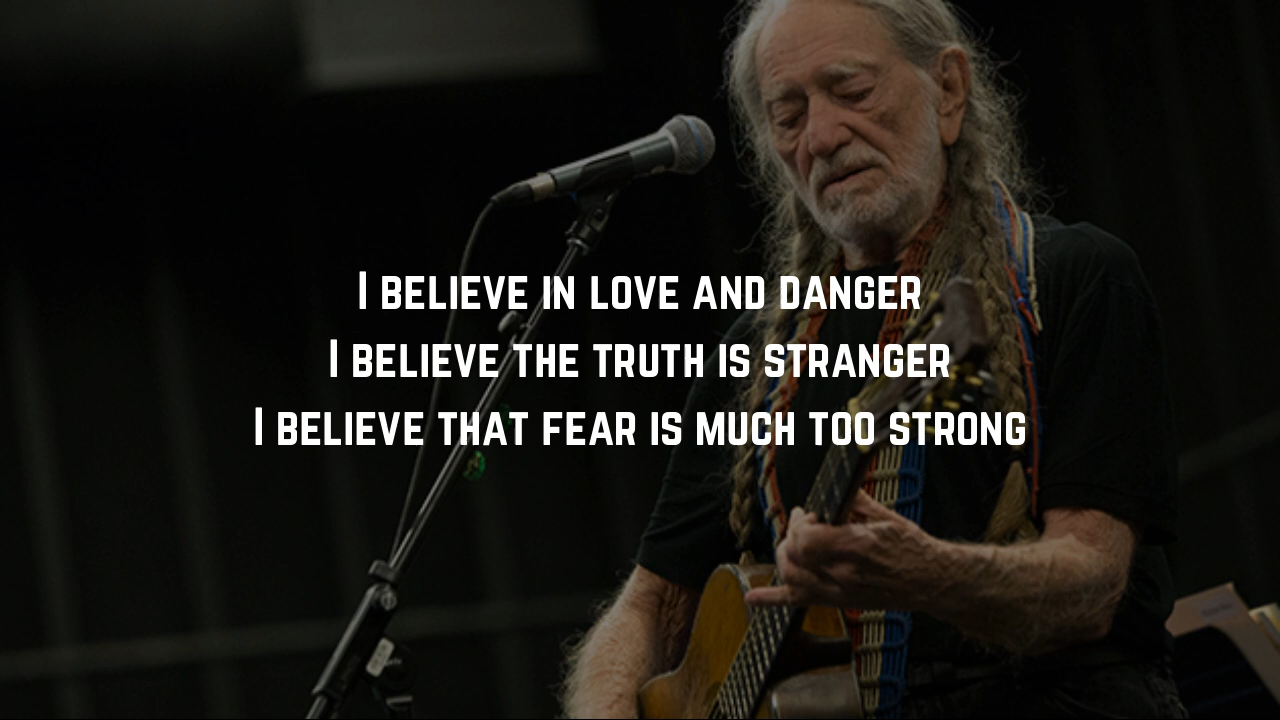 I believe in love and danger
I believe the truth is stranger
I believe that fear is much too strong